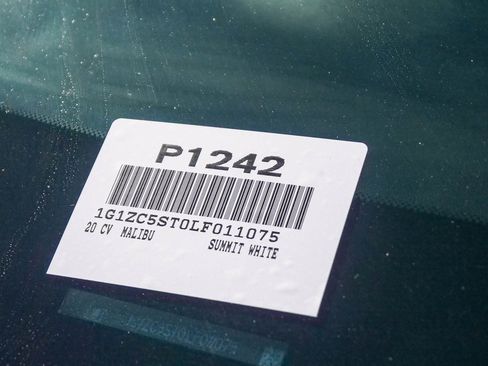 P1242
1G1ZC5ST0LF011075
20 CV MALIBU SUMMIT WHITE